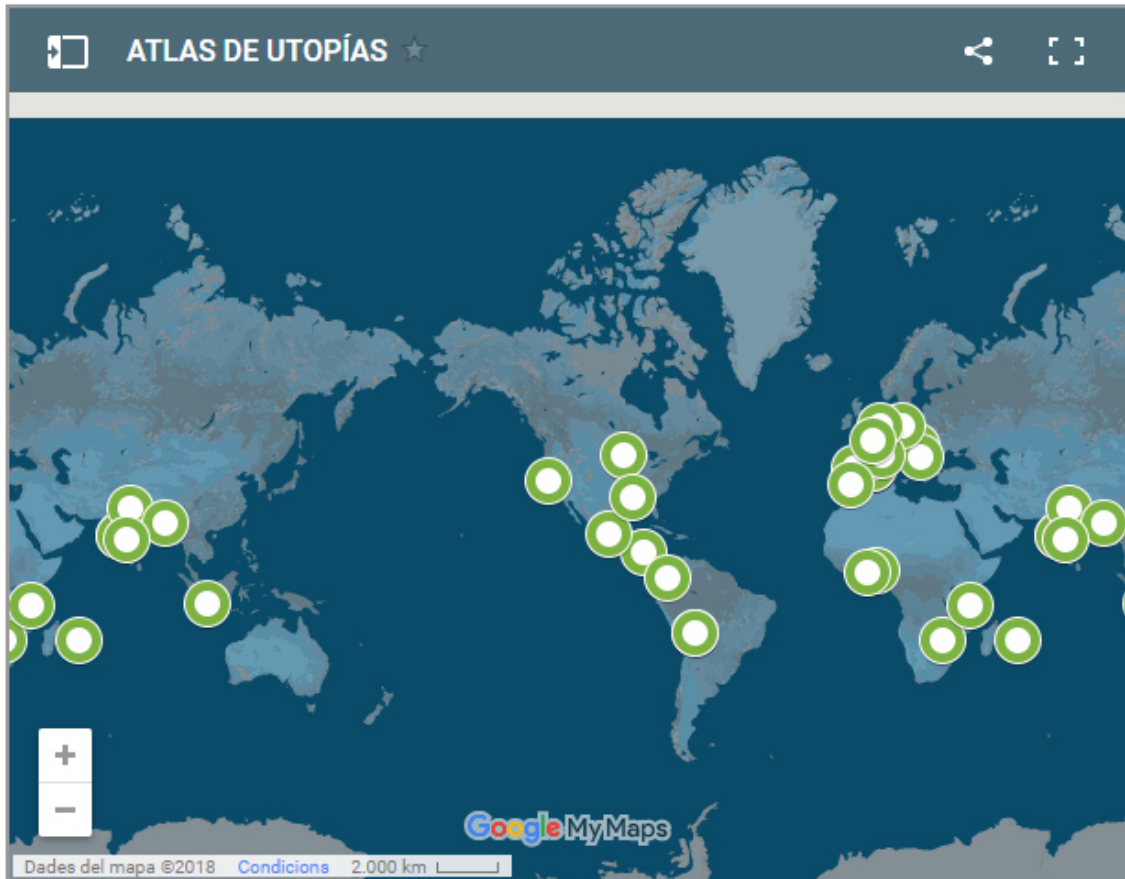 ATLAS DE UTOPÍAS
+
−
Google My Maps
Dades del mapa ©2018 Condicions 2.000 km